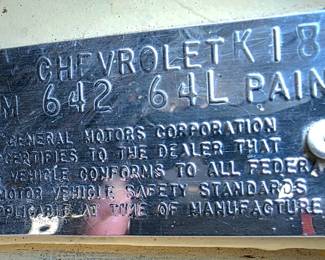 CHEVROLET K18
M 642 64L PAIN
GENERAL MOTORS CORPORATION
CERTIFIES TO THE DEALER THAT
VEHICLE CONFORMS TO ALL FEDER
MOTOR VEHICLE SAFETY STANDARDS
APPLICABLE AT TIME OF MANUFACTURE